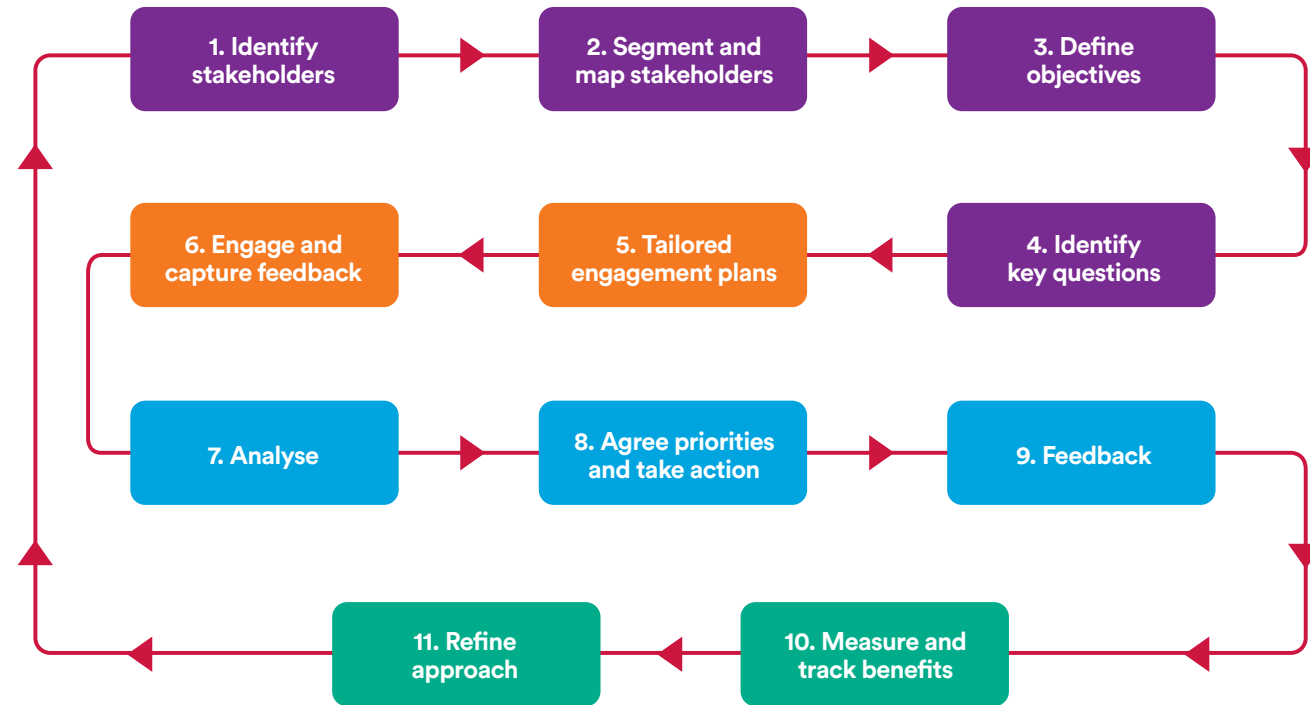 1. Identify
stakeholders
2. Segment and
map stakeholders
3. Define
objectives
4. Identify
key questions
5. Tailored
engagement plans
6. Engage and
capture feedback
7. Analyse
8. Agree priorities
and take action
9. Feedback
10. Measure and
track benefits
11. Refine
approach